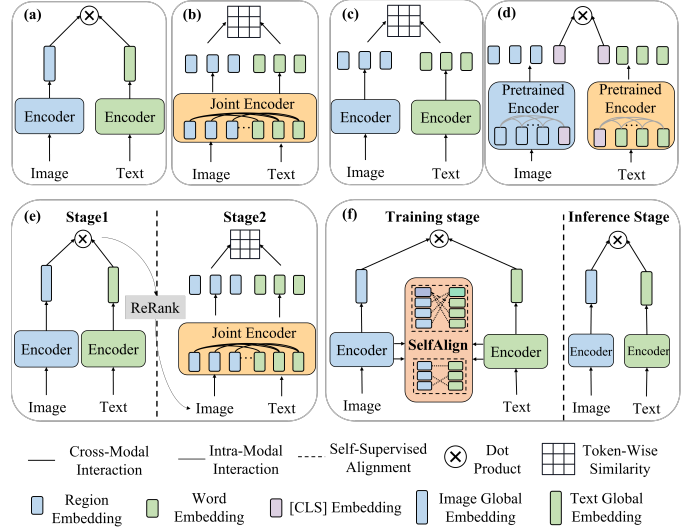 (a)
Encoder
Encoder
Image
Text
(b)
Joint Encoder
...
Image
Text
(c)
Encoder
Encoder
Image
Text
(d)
Pretrained
Encoder
Pretrained
Encoder
...
...
Image
Text
(e)
Stage1
Stage2
ReRank
Encoder
Encoder
Joint Encoder
...
Image
Text
Image
Text
(f)
Training stage
Inference Stage
SelfAlign
Encoder
Encoder
Encoder
Encoder
Image
Text
Image
Text
Cross-Modal
Interaction
Intra-Modal
Interaction
Self-Supervised
Alignment
Dot
Product
Token-Wise
Similarity
Region
Embedding
Word
Embedding
[CLS] Embedding
Image Global
Embedding
Text Global
Embedding